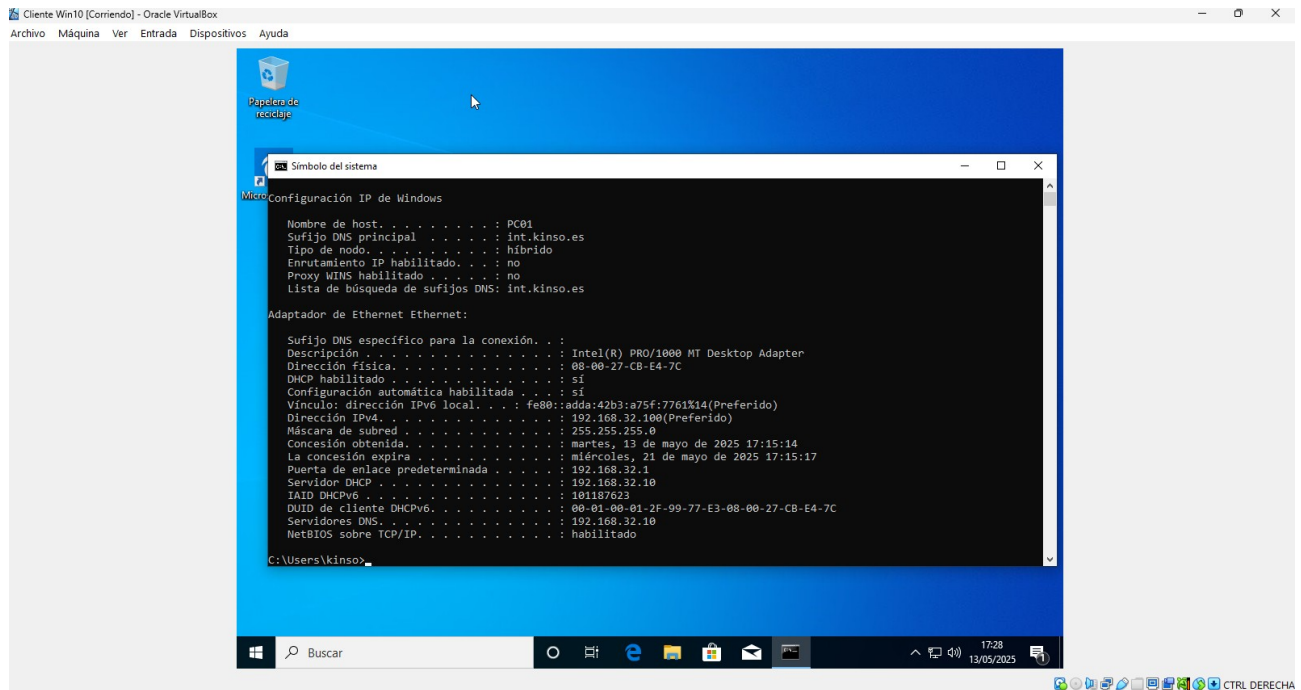 Cliente Win10 [Corriendo] - Oracle VirtualBox
Archivo Máquina Ver Entrada Dispositivos Ayuda
Papelera de
reciclaje
Símbolo del sistema
Micro
Configuración IP de Windows
Nombre de host. . . . . . . . . : PC01
Sufijo DNS principal . . . . . : int.kinso.es
Tipo de nodo. . . . . . . . . . : híbrido
Enrutamiento IP habilitado. . . : no
Proxy WINS habilitado . . . . . : no
Lista de búsqueda de sufijos DNS: int.kinso.es
Adaptador de Ethernet Ethernet:
Sufijo DNS específico para la conexión. . :
Descripción . . . . . . . . . . . . . . . : Intel(R) PRO/1000 MT Desktop Adapter
Dirección física. . . . . . . . . . . . . : 08-00-27-CB-E4-7C
DHCP habilitado . . . . . . . . . . . . . : sí
Configuración automática habilitada . . . : sí
Vínculo: dirección IPv6 local. . . : fe80::adda:42b3:a75f:7761%14(Preferido)
Dirección IPv4. . . . . . . . . . . . . . : 192.168.32.100(Preferido)
Máscara de subred . . . . . . . . . . . . : 255.255.255.0
Concesión obtenida. . . . . . . . . . . . : martes, 13 de mayo de 2025 17:15:14
La concesión expira . . . . . . . . . . . : miércoles, 21 de mayo de 2025 17:15:17
Puerta de enlace predeterminada . . . . . : 192.168.32.1
Servidor DHCP . . . . . . . . . . . . . . : 192.168.32.10
IAID DHCPv6 . . . . . . . . . . . . . . . : 101187623
DUID de cliente DHCPv6. . . . . . . . . . : 00-01-00-01-2F-99-77-E3-08-00-27-CB-E4-7C
Servidores DNS. . . . . . . . . . . . . . : 192.168.32.10
NetBIOS sobre TCP/IP. . . . . . . . . . . : habilitado
C:\Users\kinso>
Buscar
17:28
13/05/2025
1
CTRL DERECHA